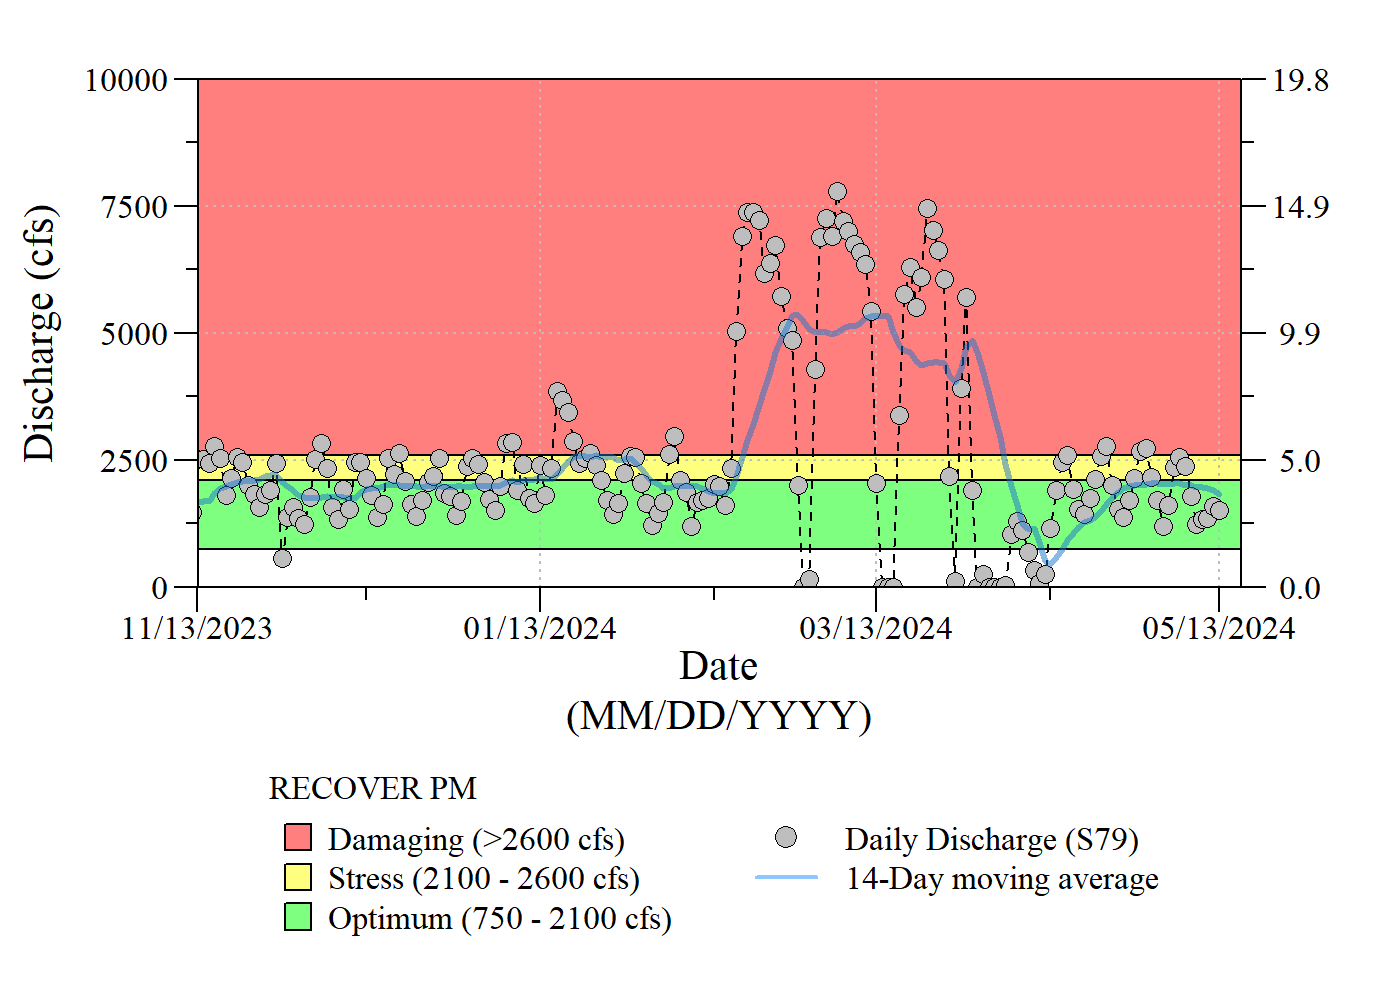 10000
7500
5000
2500
0
19.8
14.9
9.9
5.0
0.0
Discharge (cfs)
11/13/2023
01/13/2024
03/13/2024
05/13/2024
Date
(MM/DD/YYYY)
RECOVER PM
Damaging (>2600 cfs)
Stress (2100 - 2600 cfs)
Optimum (750 - 2100 cfs)
Daily Discharge (S79)
14-Day moving average